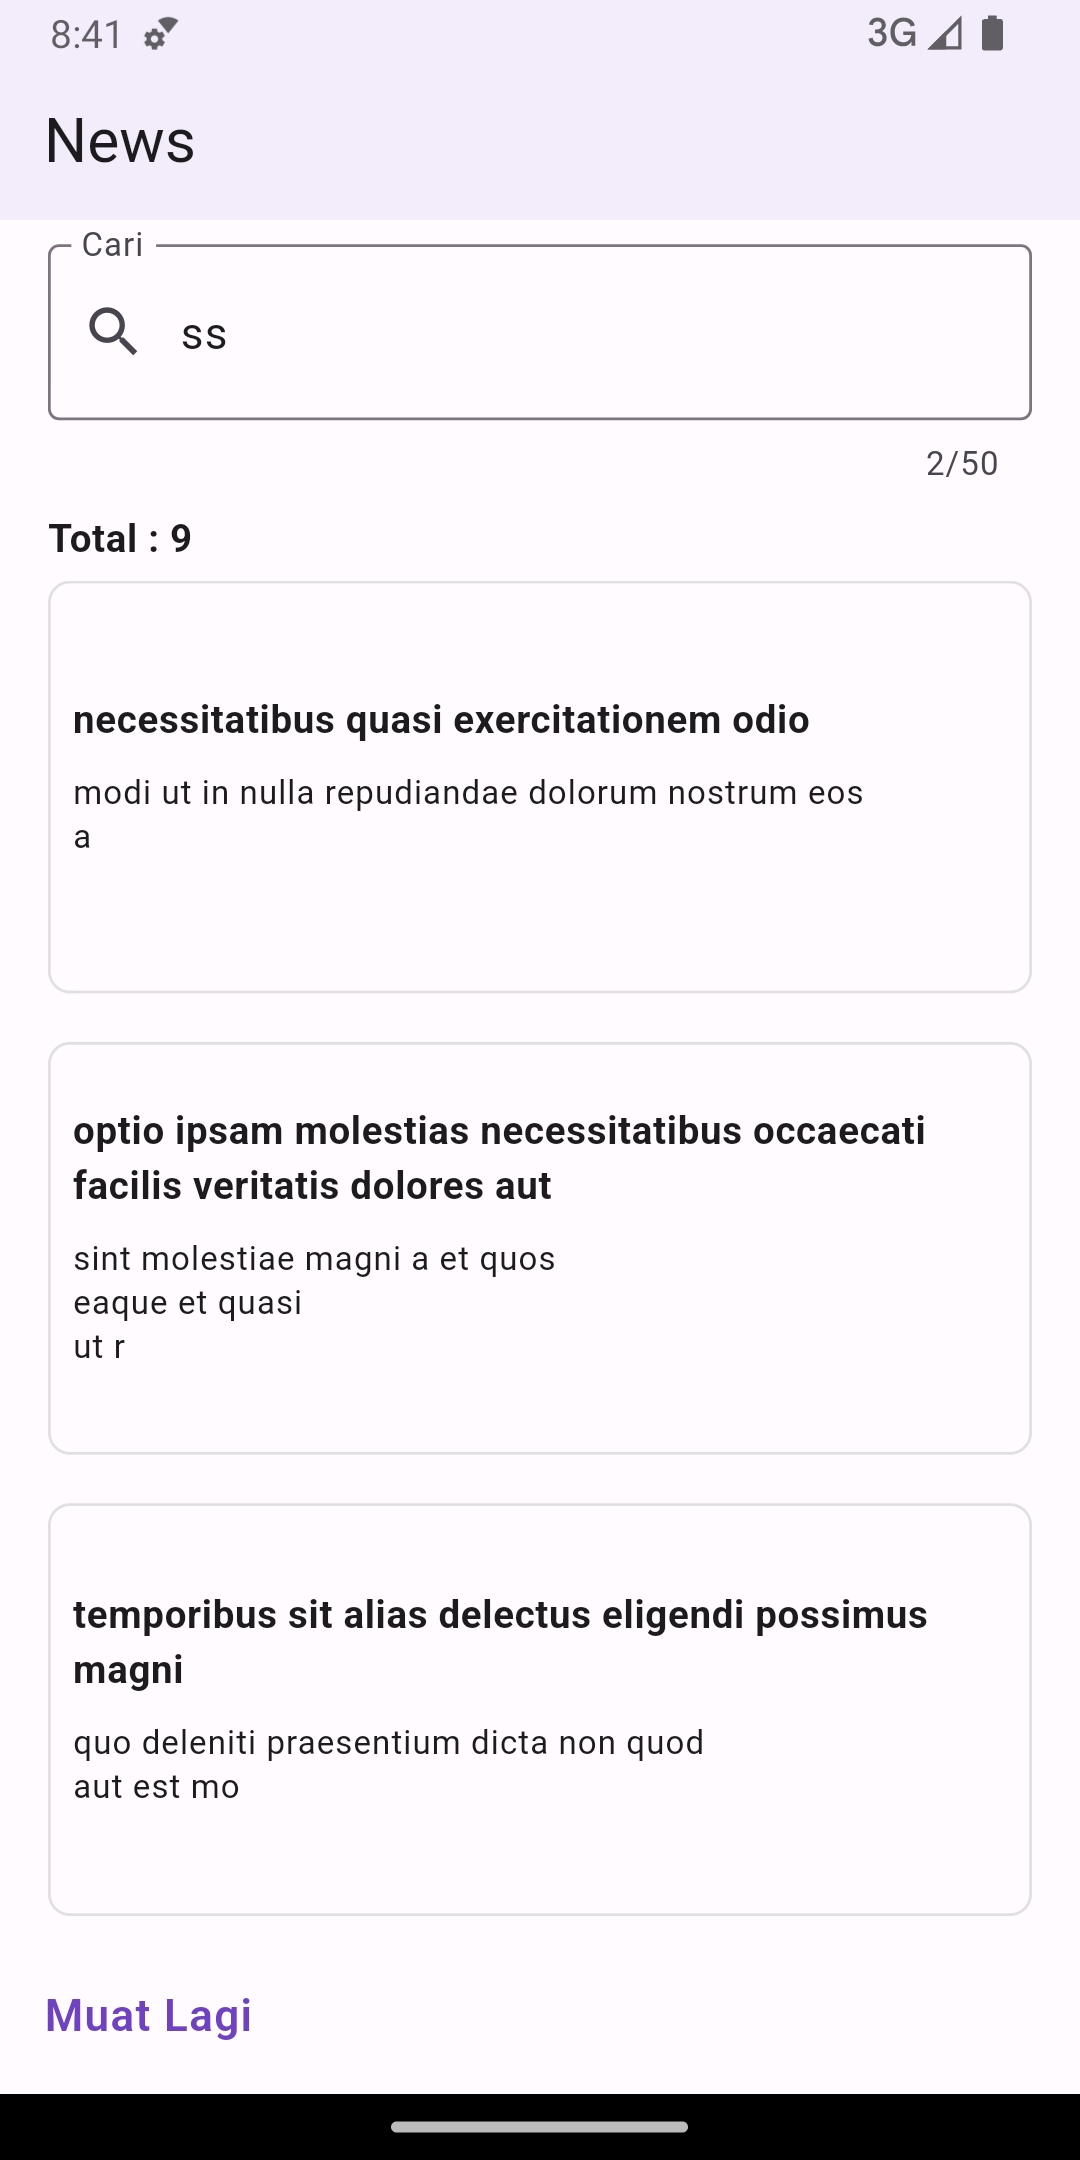 8:41
3G
News
Cari
ss
2/50
Total : 9
necessitatibus quasi exercitationem odio
modi ut in nulla repudiandae dolorum nostrum eos
a
optio ipsam molestias necessitatibus occaecati
facilis veritatis dolores aut
sint molestiae magni a et quos
eaque et quasi
ut r
temporibus sit alias delectus eligendi possimus
magni
quo deleniti praesentium dicta non quod
aut est mo
Muat Lagi